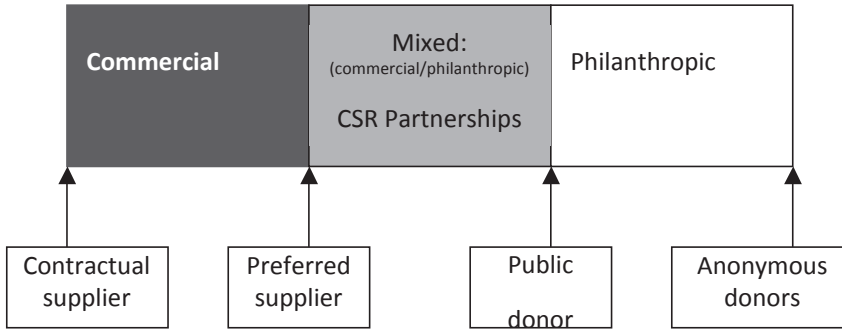 Commercial
Mixed:
(commercial/philanthropic)
CSR Partnerships
Philanthropic
Contractual
supplier
Preferred
supplier
Public
donor
Anonymous
donors